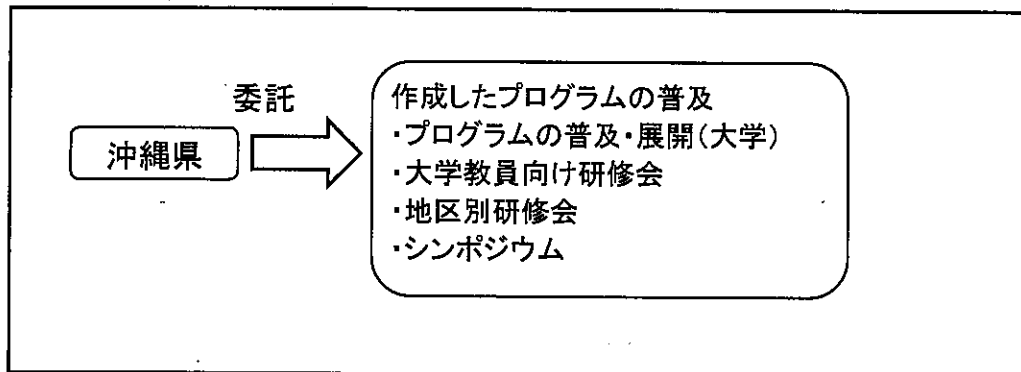 委託
沖縄県
作成したプログラムの普及
・プログラムの普及・展開(大学)
・大学教員向け研修会
・地区別研修会
・シンポジウム